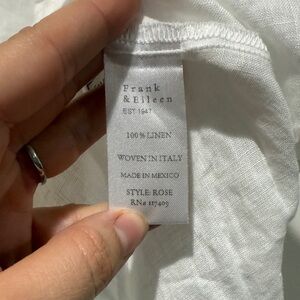 Frank
& Eileen
EST 1947
100% LINEN
WOVEN IN ITALY
MADE IN MEXICO
STYLE: ROSE
RN# 117409